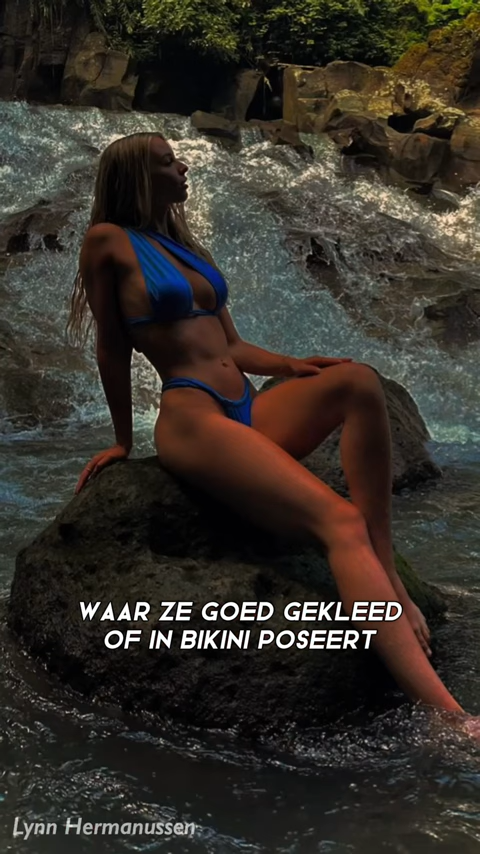 WAAR ZE GOED GEKLEED
OF IN BIKINI POSEERT
Lynn Hermanussen